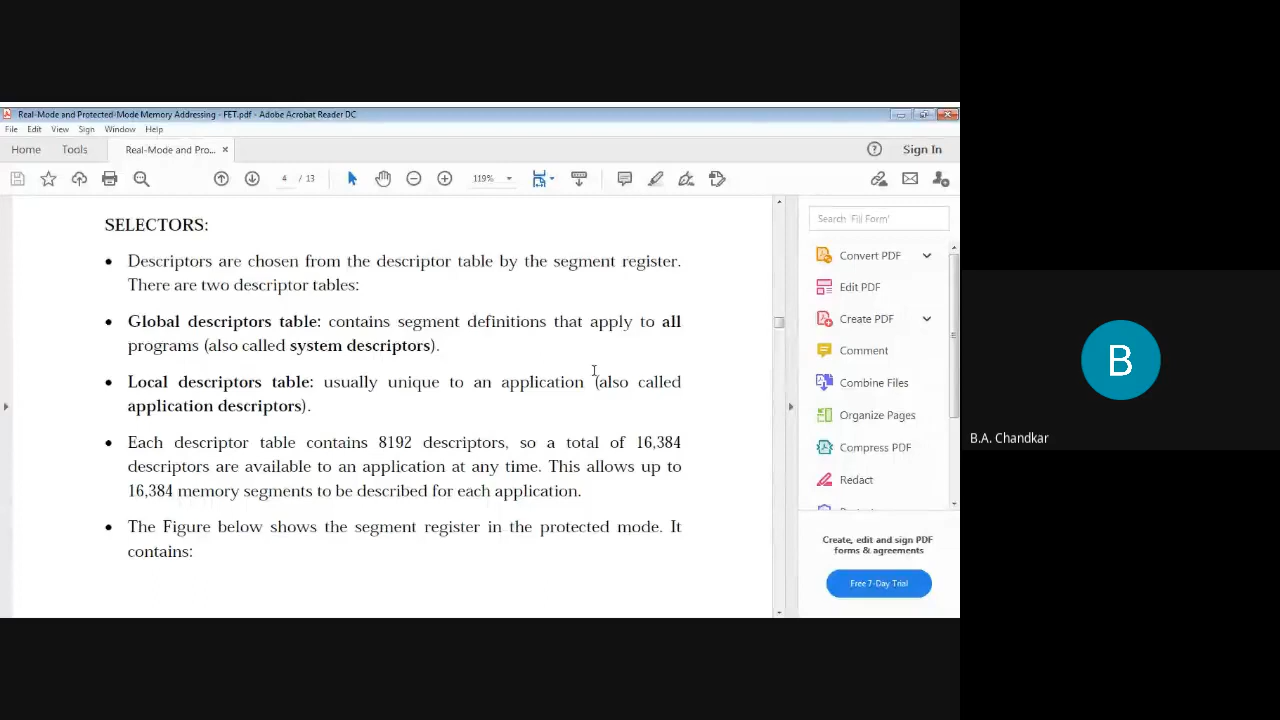 Real-Mode and Protected-Mode Memory Addressing - FET.pdf - Adobe Acrobat Reader DC
File Edit View Sign Window Help
Home Tools Real-Mode and Pro... × Sign In
4 / 13 119%
SELECTORS:
• Descriptors are chosen from the descriptor table by the segment register.
There are two descriptor tables:
• Global descriptors table: contains segment definitions that apply to all
programs (also called system descriptors).
• Local descriptors table: usually unique to an application (also called
application descriptors).
• Each descriptor table contains 8192 descriptors, so a total of 16,384
descriptors are available to an application at any time. This allows up to
16,384 memory segments to be described for each application.
• The Figure below shows the segment register in the protected mode. It
contains:
Search 'Fill Form'
Convert PDF
Edit PDF
Create PDF
Comment
Combine Files
Organize Pages
Compress PDF
Redact
Create, edit and sign PDF
forms & agreements
Free 7-Day Trial
B
B.A. Chandkar